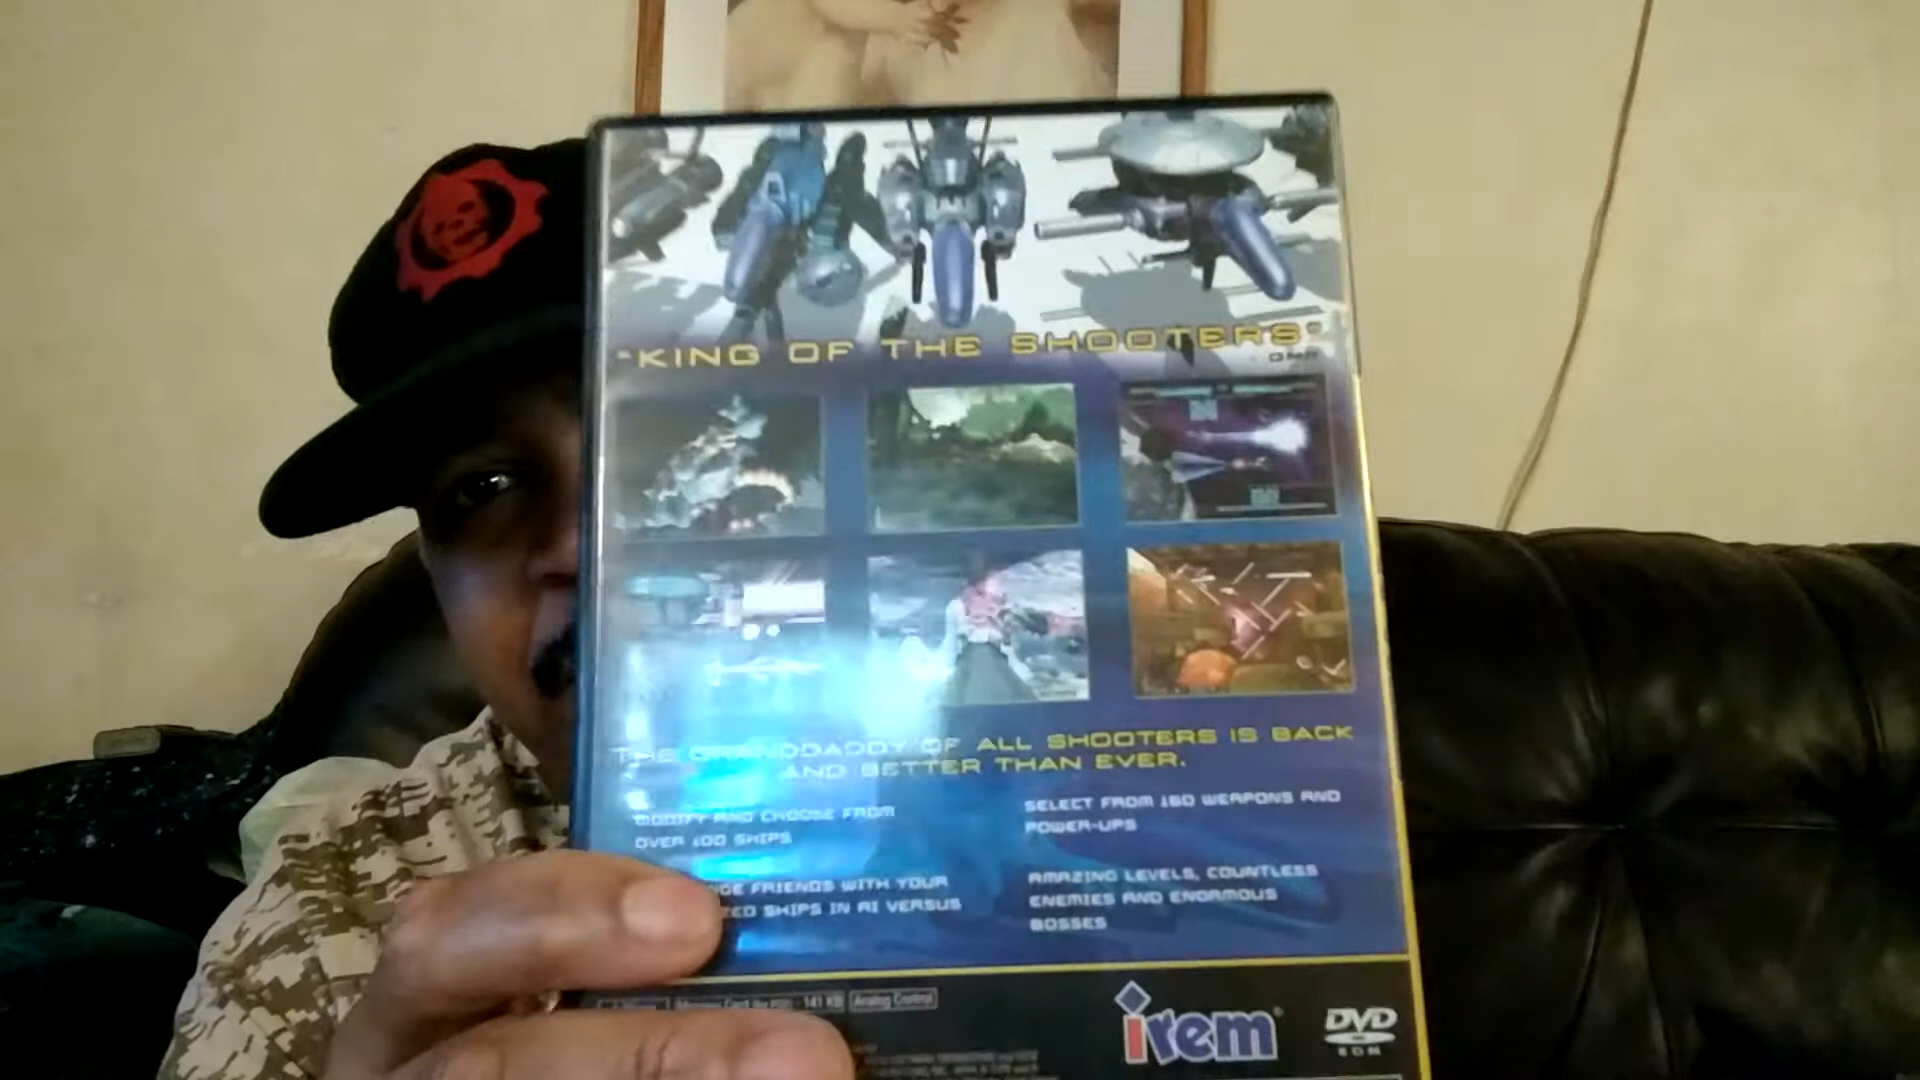 "KING OF THE SHOOTERS"
THE GRANDDADDY OF ALL SHOOTERS IS BACK
AND BETTER THAN EVER.
MODIFY AND CHOOSE FROM
OVER 100 SHIPS
NGE FRIENDS WITH YOUR
ZED SHIPS IN AI VERSUS
SELECT FROM 160 WEAPONS AND
POWER-UPS
AMAZING LEVELS, COUNTLESS
ENEMIES AND ENORMOUS
BOSSES
141 KB
Analog Control
irem
DVD
ROM